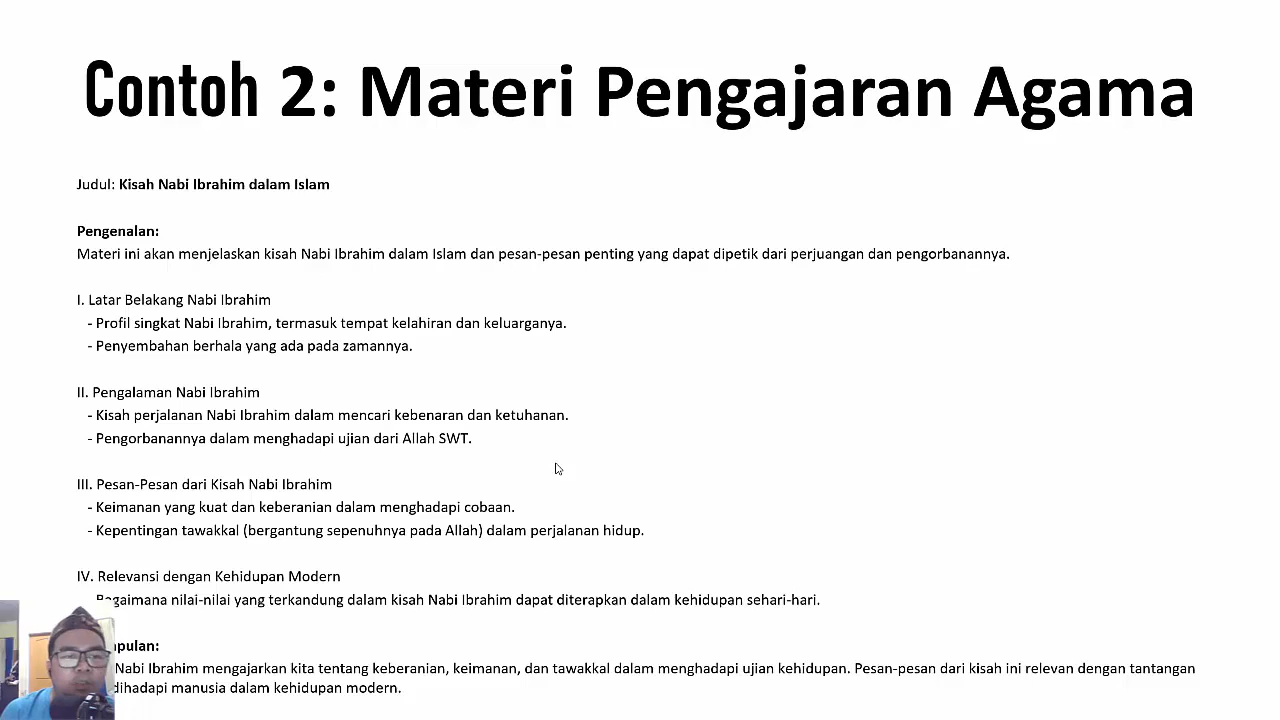 Contoh 2: Materi Pengajaran Agama
Judul: Kisah Nabi Ibrahim dalam Islam
Pengenalan:
Materi ini akan menjelaskan kisah Nabi Ibrahim dalam Islam dan pesan-pesan penting yang dapat dipetik dari perjuangan dan pengorbanannya.
I. Latar Belakang Nabi Ibrahim
- Profil singkat Nabi Ibrahim, termasuk tempat kelahiran dan keluarganya.
- Penyembahan berhala yang ada pada zamannya.
II. Pengalaman Nabi Ibrahim
- Kisah perjalanan Nabi Ibrahim dalam mencari kebenaran dan ketuhanan.
- Pengorbanannya dalam menghadapi ujian dari Allah SWT.
III. Pesan-Pesan dari Kisah Nabi Ibrahim
- Keimanan yang kuat dan keberanian dalam menghadapi cobaan.
- Kepentingan tawakkal (bergantung sepenuhnya pada Allah) dalam perjalanan hidup.
IV. Relevansi dengan Kehidupan Modern
Bagaimana nilai-nilai yang terkandung dalam kisah Nabi Ibrahim dapat diterapkan dalam kehidupan sehari-hari.
Nabi Ibrahim mengajarkan kita tentang keberanian, keimanan, dan tawakkal dalam menghadapi ujian kehidupan. Pesan-pesan dari kisah ini relevan dengan tantangan
dihadapi manusia dalam kehidupan modern.